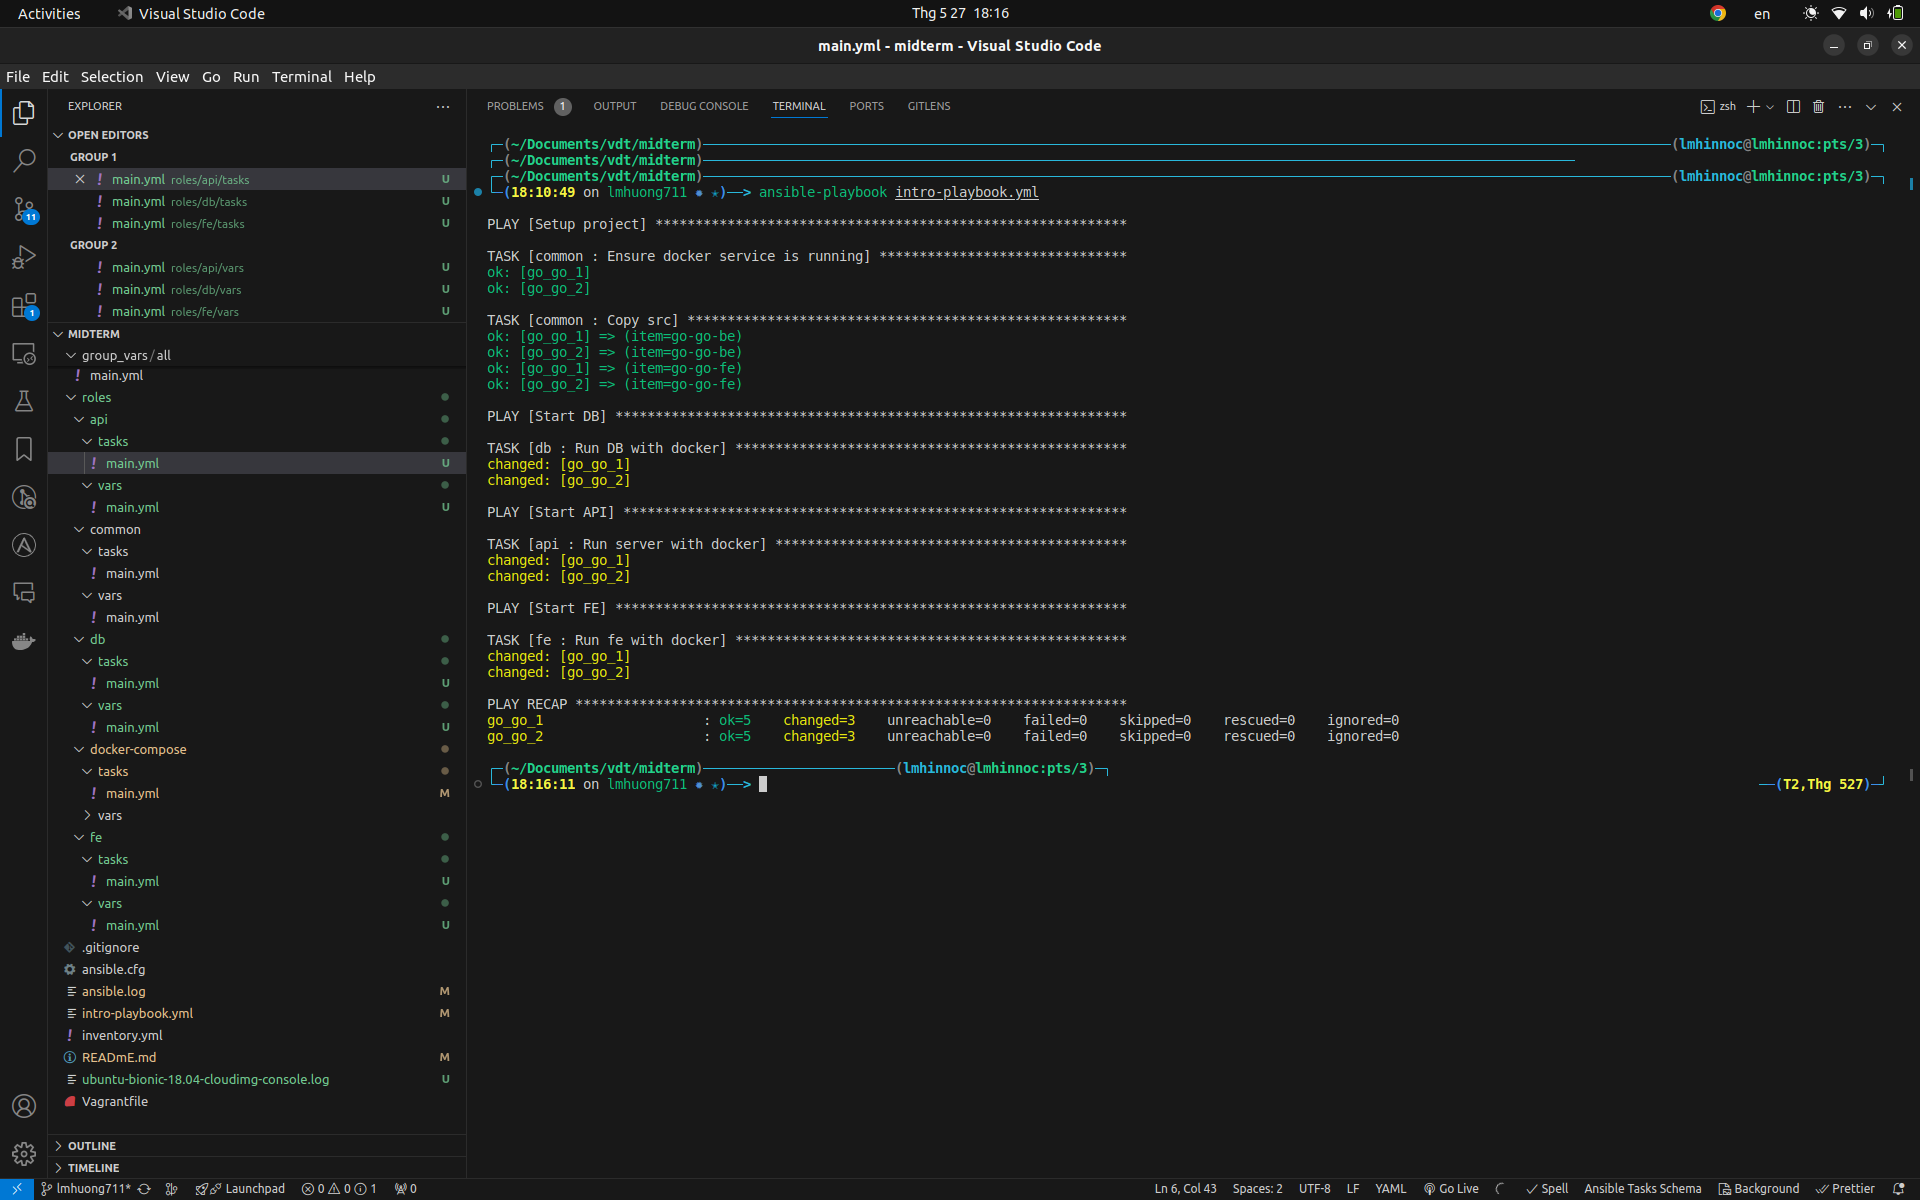 Activities
Visual Studio Code
Thg 5 27 18:16
en
main.yml - midterm - Visual Studio Code
File Edit Selection View Go Run Terminal Help
EXPLORER
OPEN EDITORS
GROUP 1
main.yml roles/api/tasks U
main.yml roles/db/tasks U
main.yml roles/fe/tasks U
GROUP 2
main.yml roles/api/vars U
main.yml roles/db/vars U
main.yml roles/fe/vars U
MIDTERM
group_vars/all
main.yml
roles
api
tasks
main.yml U
vars
main.yml U
common
tasks
main.yml
vars
main.yml
db
tasks
main.yml U
vars
main.yml U
docker-compose
tasks
main.yml M
vars
fe
tasks
main.yml U
vars
main.yml U
.gitignore
ansible.cfg
ansible.log M
intro-playbook.yml M
inventory.yml
READmE.md M
ubuntu-bionic-18.04-cloudimg-console.log U
Vagrantfile
OUTLINE
TIMELINE
11
1
PROBLEMS 1 OUTPUT DEBUG CONSOLE TERMINAL PORTS GITLENS
zsh
(~/Documents/vdt/midterm) (lmhinnoc@lmhinnoc:pts/3)
(~/Documents/vdt/midterm)
(~/Documents/vdt/midterm) (lmhinnoc@lmhinnoc:pts/3)
(18:10:49 on lmhuong711 ✹ ✭)──> ansible-playbook intro-playbook.yml
PLAY [Setup project] ***********************************************************
TASK [common : Ensure docker service is running] *******************************
ok: [go_go_1]
ok: [go_go_2]
TASK [common : Copy src] *******************************************************
ok: [go_go_1] => (item=go-go-be)
ok: [go_go_2] => (item=go-go-be)
ok: [go_go_1] => (item=go-go-fe)
ok: [go_go_2] => (item=go-go-fe)
PLAY [Start DB] ****************************************************************
TASK [db : Run DB with docker] *************************************************
changed: [go_go_1]
changed: [go_go_2]
PLAY [Start API] ***************************************************************
TASK [api : Run server with docker] ********************************************
changed: [go_go_1]
changed: [go_go_2]
PLAY [Start FE] ****************************************************************
TASK [fe : Run fe with docker] *************************************************
changed: [go_go_1]
changed: [go_go_2]
PLAY RECAP *********************************************************************
go_go_1 : ok=5 changed=3 unreachable=0 failed=0 skipped=0 rescued=0 ignored=0
go_go_2 : ok=5 changed=3 unreachable=0 failed=0 skipped=0 rescued=0 ignored=0
(~/Documents/vdt/midterm) (lmhinnoc@lmhinnoc:pts/3)
(18:16:11 on lmhuong711 ✹ ✭)──> (T2,Thg 527)
lmhuong711* Launchpad 0 0 1 0
Ln 6, Col 43 Spaces: 2 UTF-8 LF YAML Go Live Spell Ansible Tasks Schema Background Prettier